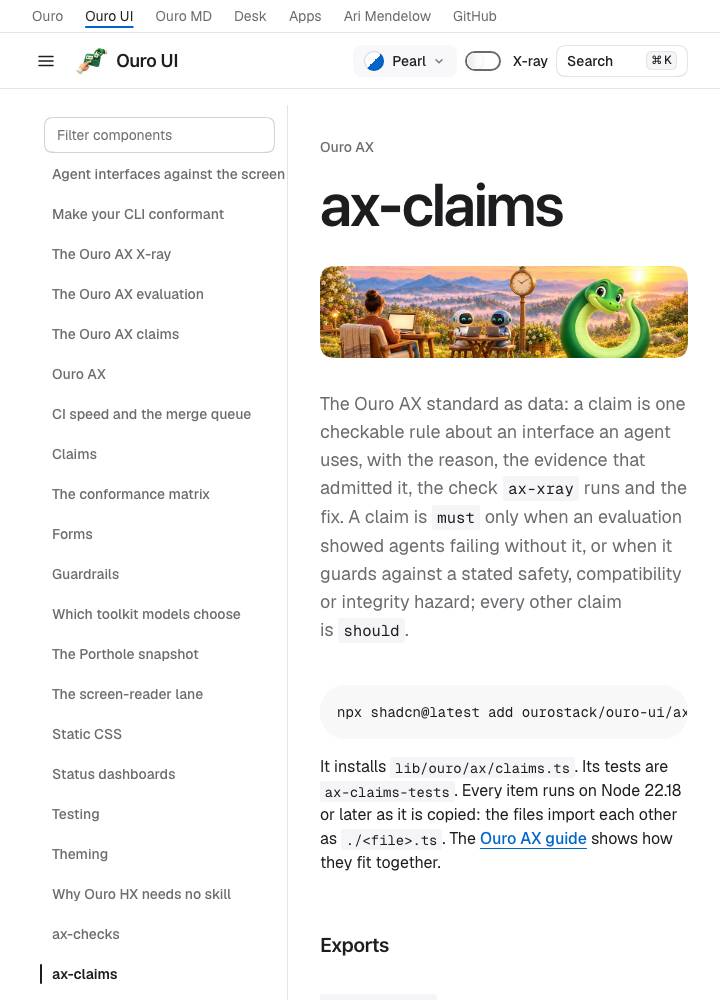 Ouro Ouro UI Ouro MD Desk Apps Ari Mendelow GitHub
Ouro UI Pearl X-ray Search ⌘ K
Filter components
Agent interfaces against the screen
Make your CLI conformant
The Ouro AX X-ray
The Ouro AX evaluation
The Ouro AX claims
Ouro AX
CI speed and the merge queue
Claims
The conformance matrix
Forms
Guardrails
Which toolkit models choose
The Porthole snapshot
The screen-reader lane
Static CSS
Status dashboards
Testing
Theming
Why Ouro HX needs no skill
ax-checks
ax-claims
Ouro AX
ax-claims
The Ouro AX standard as data: a claim is one
checkable rule about an interface an agent
uses, with the reason, the evidence that
admitted it, the check ax-xray runs and the
fix. A claim is must only when an evaluation
showed agents failing without it, or when it
guards against a stated safety, compatibility
or integrity hazard; every other claim
is should.
npx shadcn@latest add ourostack/ouro-ui/ax
It installs lib/ouro/ax/claims.ts. Its tests are
ax-claims-tests. Every item runs on Node 22.18
or later as it is copied: the files import each other
as ./<file>.ts. The Ouro AX guide shows how
they fit together.
Exports